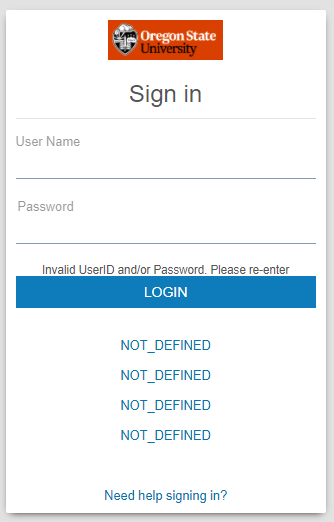 Oregon State
University
Sign in
User Name
Password
Invalid UserID and/or Password. Please re-enter
LOGIN
NOT_DEFINED
NOT_DEFINED
NOT_DEFINED
NOT_DEFINED
Need help signing in?